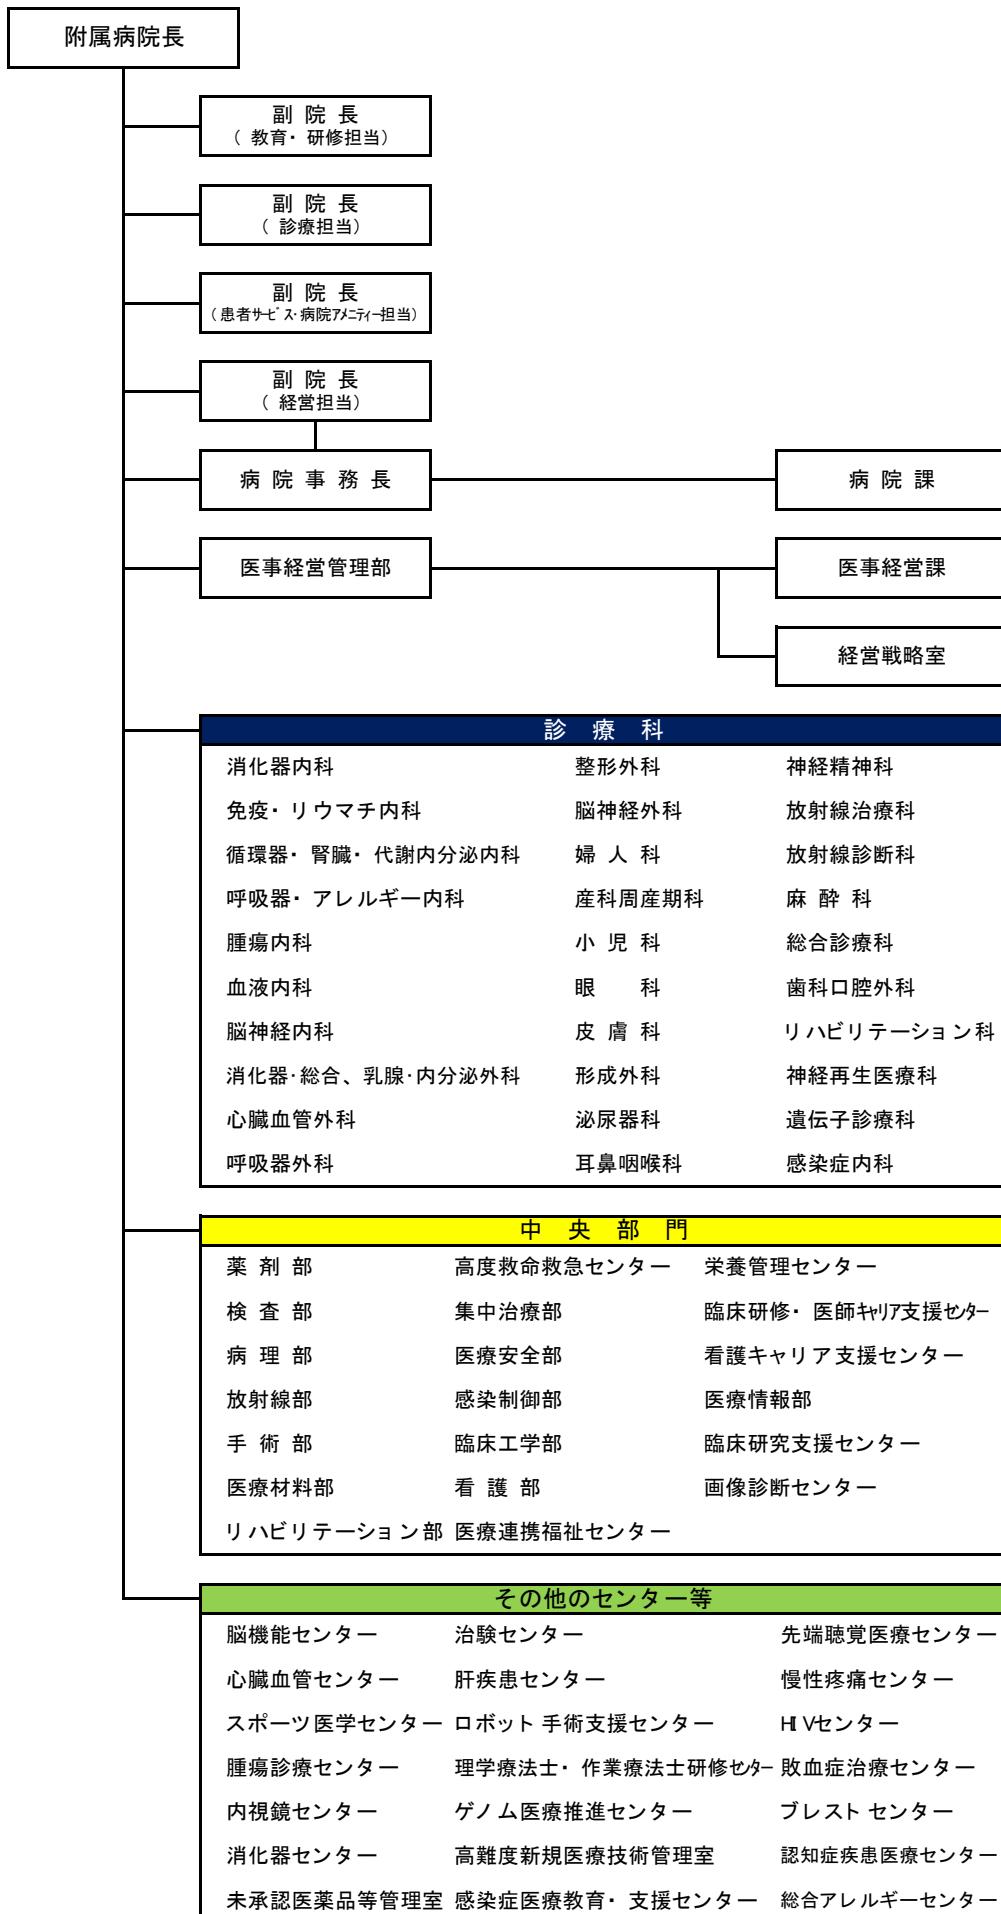 附属病院長
副 院 長
（ 教育・ 研修担当）
副 院 長
（ 診療担当）
副 院 長
（患者サービス・病院アメニティー担当）
副 院 長
（ 経営担当）
病 院 事 務 長 病 院 課
医事経営管理部 医事経営課
経営戦略室
診 療 科
消化器内科 整形外科 神経精神科
免疫・リウマチ内科 脳神経外科 放射線治療科
循環器・ 腎臓・ 代謝内分泌内科 婦 人 科 放射線診断科
呼吸器・ アレルギー内科 産科周産期科 麻 酔 科
腫瘍内科 小 児 科 総合診療科
血液内科 眼 科 歯科口腔外科
脳神経内科 皮 膚 科 リハビリテーション科
消化器・総合、乳腺・内分泌外科 形成外科 神経再生医療科
心臓血管外科 泌尿器科 遺伝子診療科
呼吸器外科 耳鼻咽喉科 感染症内科
中 央 部 門
薬 剤 部 高度救命救急センター 栄養管理センター
検 査 部 集中治療部 臨床研修・ 医師キャリア支援センター
病 理 部 医療安全部 看護キャリア支援センター
放射線部 感染制御部 医療情報部
手 術 部 臨床工学部 臨床研究支援センター
医療材料部 看 護 部 画像診断センター
リハビリテーション部 医療連携福祉センター
その他のセンター等
脳機能センター 治験センター 先端聴覚医療センター
心臓血管センター 肝疾患センター 慢性疼痛センター
スポーツ医学センター ロボット手術支援センター HIVセンター
腫瘍診療センター 理学療法士・ 作業療法士研修センター 敗血症治療センター
内視鏡センター ゲノム医療推進センター ブレストセンター
消化器センター 高難度新規医療技術管理室 認知症疾患医療センター
未承認医薬品等管理室 感染症医療教育・ 支援センター 総合アレルギーセンター